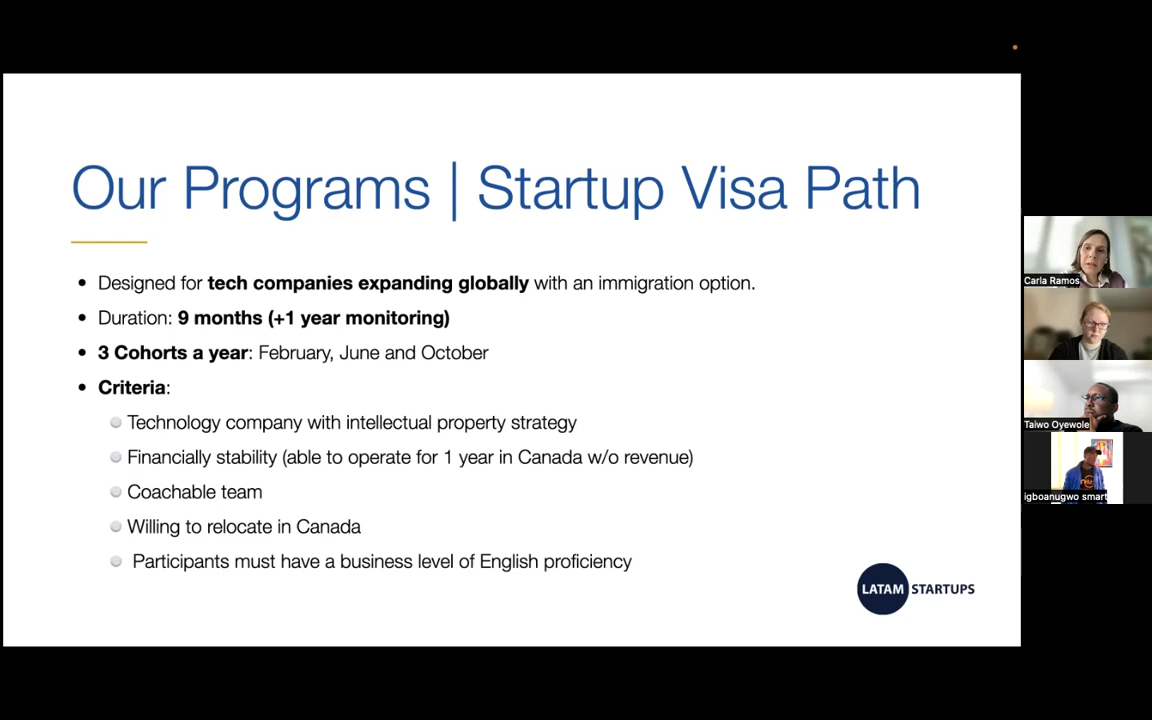 Our Programs | Startup Visa Path
• Designed for tech companies expanding globally with an immigration option.
• Duration: 9 months (+1 year monitoring)
• 3 Cohorts a year: February, June and October
• Criteria:
Technology company with intellectual property strategy
Financially stability (able to operate for 1 year in Canada w/o revenue)
Coachable team
Willing to relocate in Canada
Participants must have a business level of English proficiency
LATAM STARTUPS
Carla Ramos
Taiwo Oyewole
igboanugwo smart